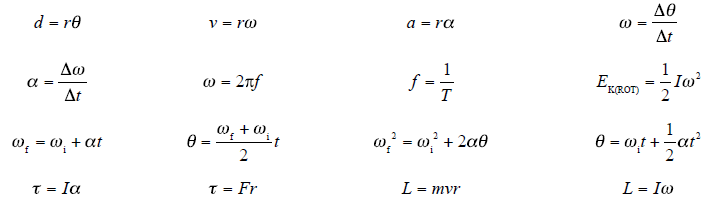 d = rθ v = rω a = rα ω = Δθ/Δt
α = Δω/Δt ω = 2πf f = 1/T E_K(ROT) = 1/2 Iω²
ω_f = ω_i + αt θ = (ω_f + ω_i)/2 t ω_f² = ω_i² + 2αθ θ = ω_i t + 1/2 αt²
τ = Iα τ = Fr L = mvr L = Iω